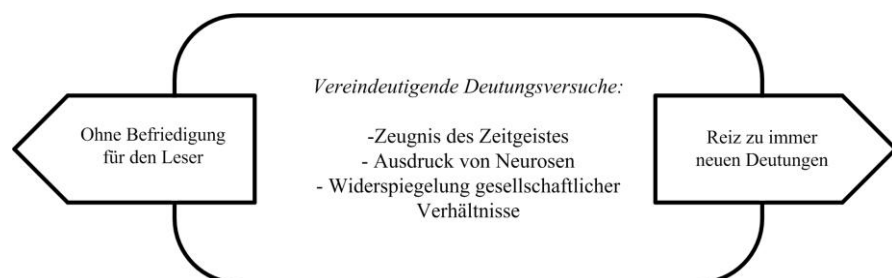 Vereindeutigende Deutungsversuche:
Ohne Befriedigung
für den Leser
-Zeugnis des Zeitgeistes
- Ausdruck von Neurosen
- Widerspiegelung gesellschaftlicher
Verhältnisse
Reiz zu immer
neuen Deutungen